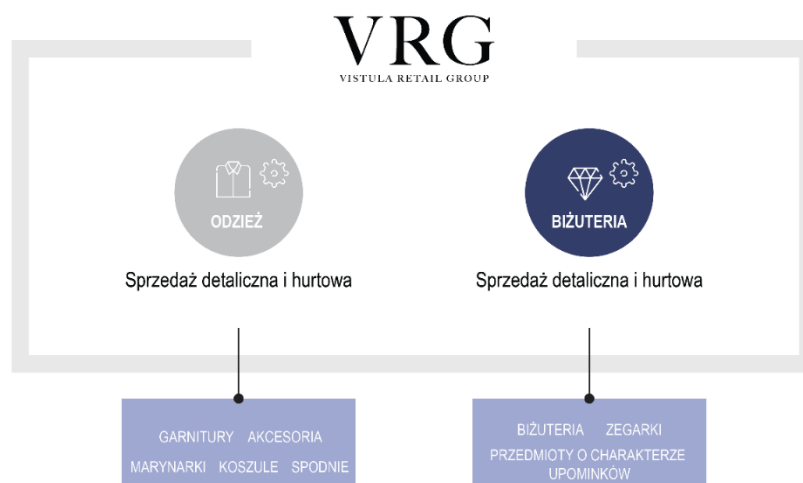 VRG
VISTULA RETAIL GROUP
ODZIEŻ
BIŻUTERIA
Sprzedaż detaliczna i hurtowa
Sprzedaż detaliczna i hurtowa
GARNITURY AKCESORIA
MARYNARKI KOSZULE SPODNIE
BIŻUTERIA ZEGARKI
PRZEDMIOTY O CHARAKTERZE
UPOMINKÓW